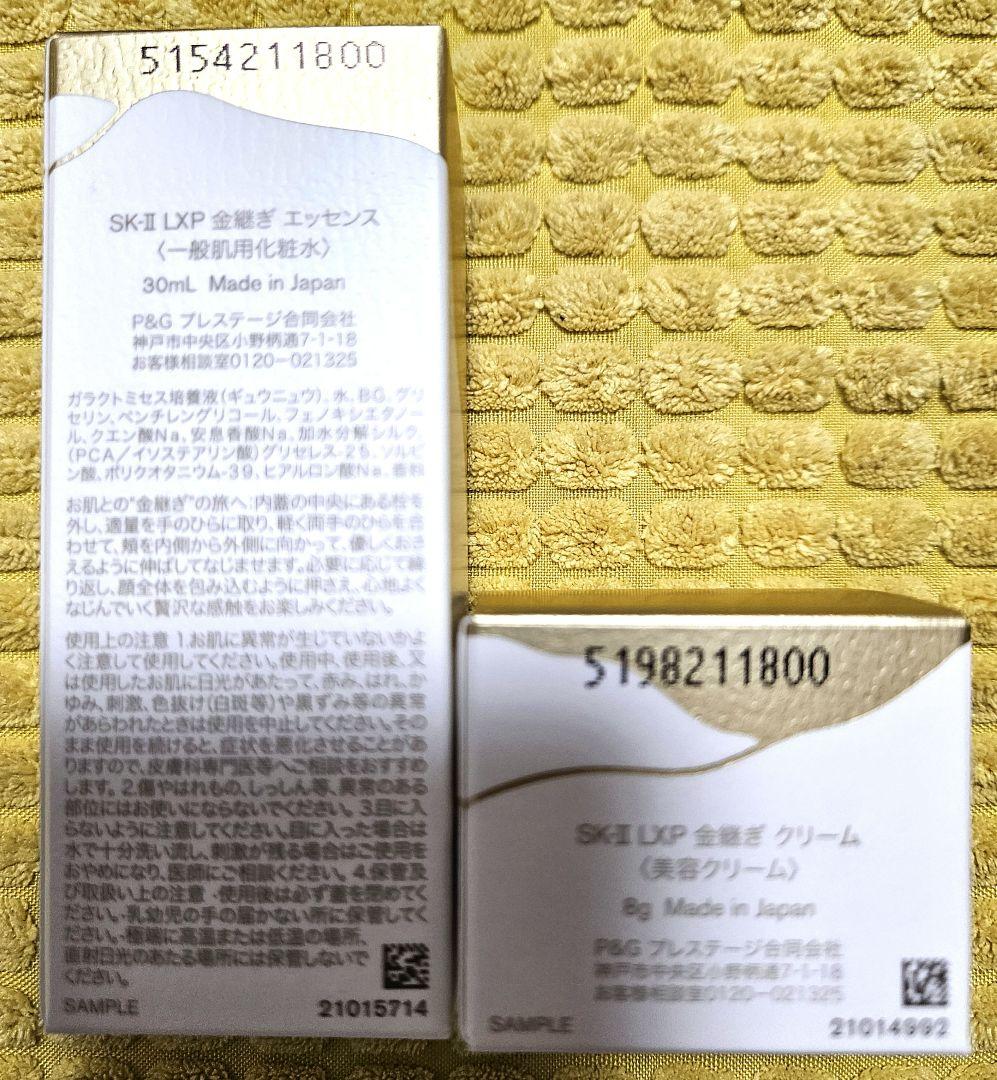 5154211800
SK-II LXP 金継ぎ エッセンス
〈一般肌用化粧水〉
30mL Made in Japan
P&G プレステージ合同会社
神戸市中央区小野柄通7-1-18
お客様相談室0120-021325
ガラクトミセス培養液(ギュウニュウ)、水、BG、グリ
セリン、ペンチレングリコール、フェノキシエタノー
ル、クエン酸Na、安息香酸Na、加水分解シルク、
(PCA/イソステアリン酸)グリセレス-25、ソルビ
ン酸、ポリクオタニウム-39、ヒアルロン酸Na、香料
お肌との"金継ぎ"の旅へ:内蓋の中央にある栓を
外し、適量を手のひらに取り、軽く両手のひらを合
わせて、頬を内側から外側に向かって、優しくおさ
えるように伸ばしてなじませます。必要に応じて繰
り返し、顔全体を包み込むように押さえ、心地よく
なじんでいく贅沢な感触をお楽しみください。
使用上の注意 1.お肌に異常が生じていないかよ
く注意して使用してください。使用中、使用後、又
は使用したお肌に日光があたって、赤み、はれ、か
ゆみ、刺激、色抜け(白斑等)や黒ずみ等の異常
があらわれたときは使用を中止してください。その
まま使用を続けると、症状を悪化させることがあ
りますので、皮膚科専門医等へご相談をおすすめ
します。2.傷やはれもの、しっしん等、異常のある
部位にはお使いにならないでください。3.目に入
らないように注意してください。目に入った場合は
水で十分洗い流し、刺激が残る場合はご使用を
おやめになり、医師にご相談ください。4.保管及
び取扱い上の注意・使用後は必ず蓋を閉めてく
ださい。・乳幼児の手の届かない所に保管してく
ださい。・極端に高温または低温の場所、
直射日光のあたる場所には保管しないで
ください。
SAMPLE 21015714
5198211800
SK-II LXP 金継ぎ クリーム
〈美容クリーム〉
8g Made in Japan
P&G プレステージ合同会社
神戸市中央区小野柄通7-1-18
お客様相談室0120-021325
SAMPLE 21014992